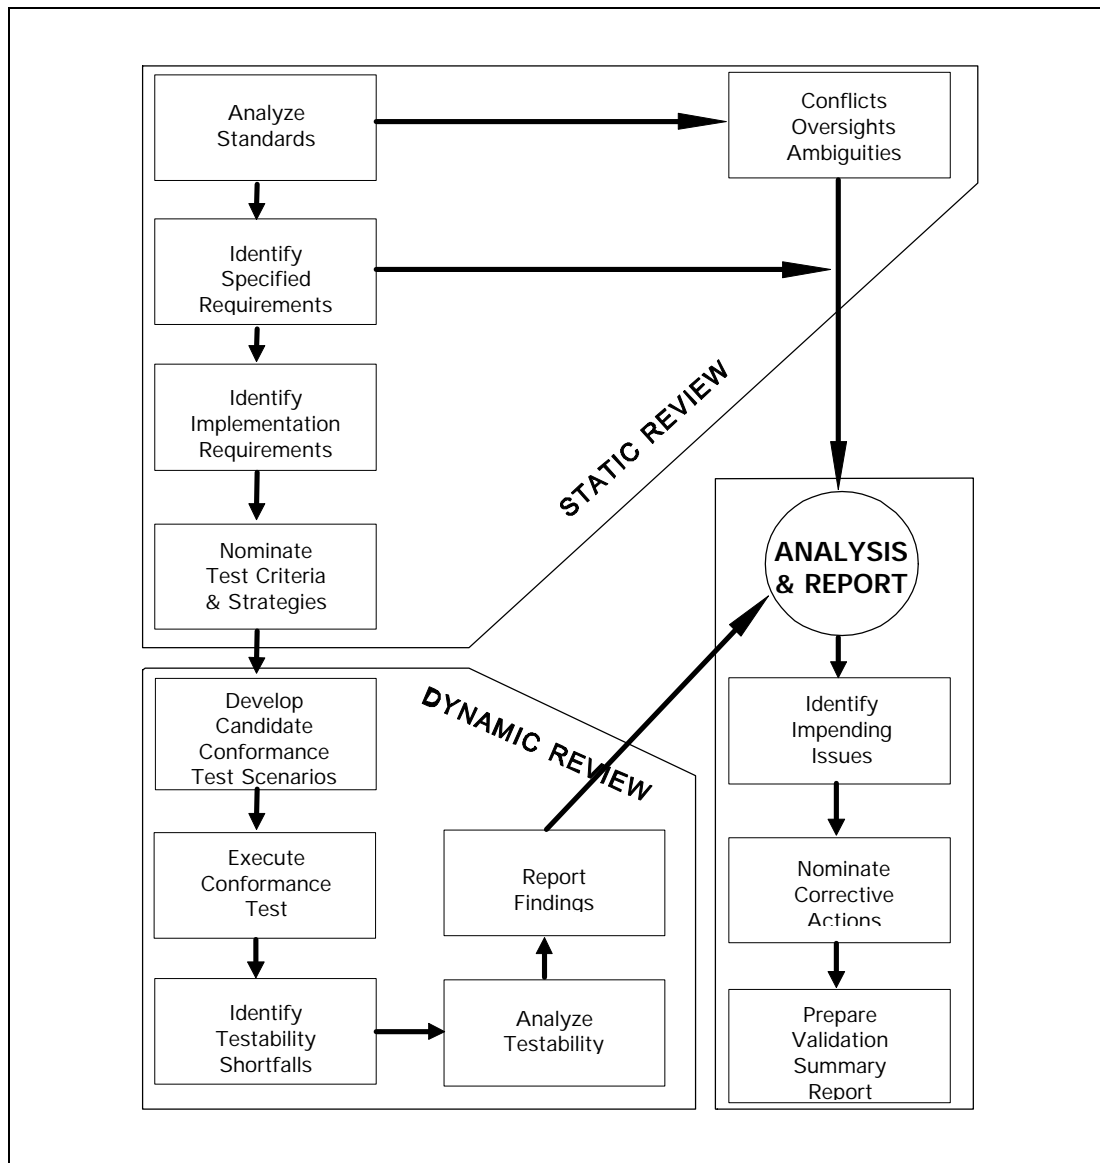 Analyze
Standards
Conflicts
Oversights
Ambiguities
Identify
Specified
Requirements
Identify
Implementation
Requirements
STATIC REVIEW
Nominate
Test Criteria
& Strategies
ANALYSIS
& REPORT
DYNAMIC REVIEW
Develop
Candidate
Conformance
Test Scenarios
Execute
Conformance
Test
Identify
Testability
Shortfalls
Analyze
Testability
Report
Findings
Identify
Impending
Issues
Nominate
Corrective
Actions
Prepare
Validation
Summary
Report